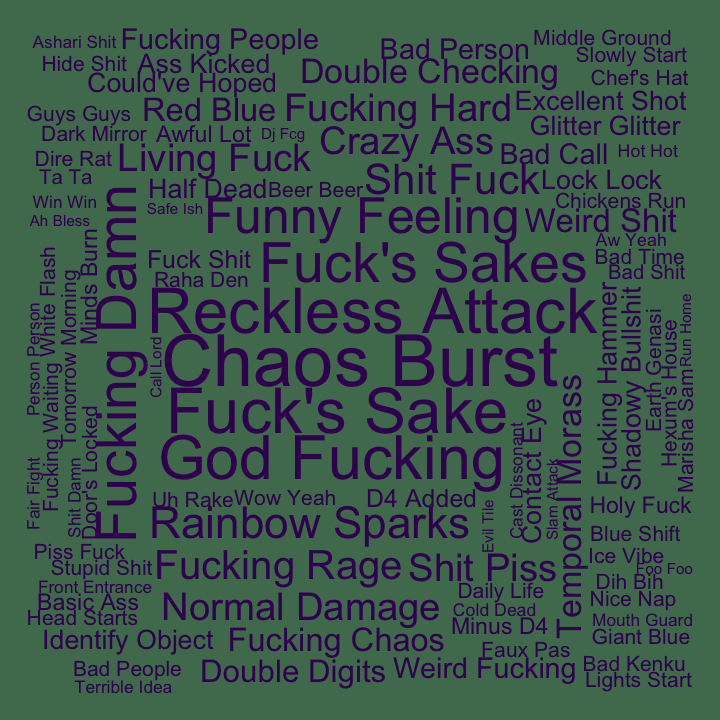 Ashari Shit
Fucking People
Bad Person
Middle Ground
Slowly Start
Hide Shit
Ass Kicked
Double Checking
Chef's Hat
Could've Hoped
Guys Guys
Red Blue
Fucking Hard
Excellent Shot
Dark Mirror
Awful Lot
Dj Fcg
Crazy Ass
Glitter Glitter
Dire Rat
Living Fuck
Bad Call
Hot Hot
Ta Ta
Half Dead
Beer Beer
Shit Fuck
Lock Lock
Win Win
Safe Ish
Funny Feeling
Chickens Run
Ah Bless
Weird Shit
Fuck Shit
Fuck's Sakes
Aw Yeah
Bad Time
Raha Den
Bad Shit
Reckless Attack
Chaos Burst
Fuck's Sake
God Fucking
Fucking Damn
Minds Burn
White Flash
Tomorrow Morning
Person Person
Fucking Waiting
Call Lord
Door's Locked
Shit Damn
Fair Fight
Fucking Hammer
Shadowy Bullshit
Earth Genasi
Hexum's House
Run Home
Marisha Sam
Temporal Morass
Contact Eye
Cast Dissonant
Slam Attack
Evil Tile
Uh Rake
Wow Yeah
D4 Added
Holy Fuck
Rainbow Sparks
Blue Shift
Piss Fuck
Stupid Shit
Fucking Rage
Shit Piss
Ice Vibe
Foo Foo
Front Entrance
Dih Bih
Basic Ass
Normal Damage
Daily Life
Nice Nap
Head Starts
Cold Dead
Mouth Guard
Identify Object
Fucking Chaos
Minus D4
Giant Blue
Faux Pas
Bad People
Double Digits
Weird Fucking
Bad Kenku
Terrible Idea
Lights Start